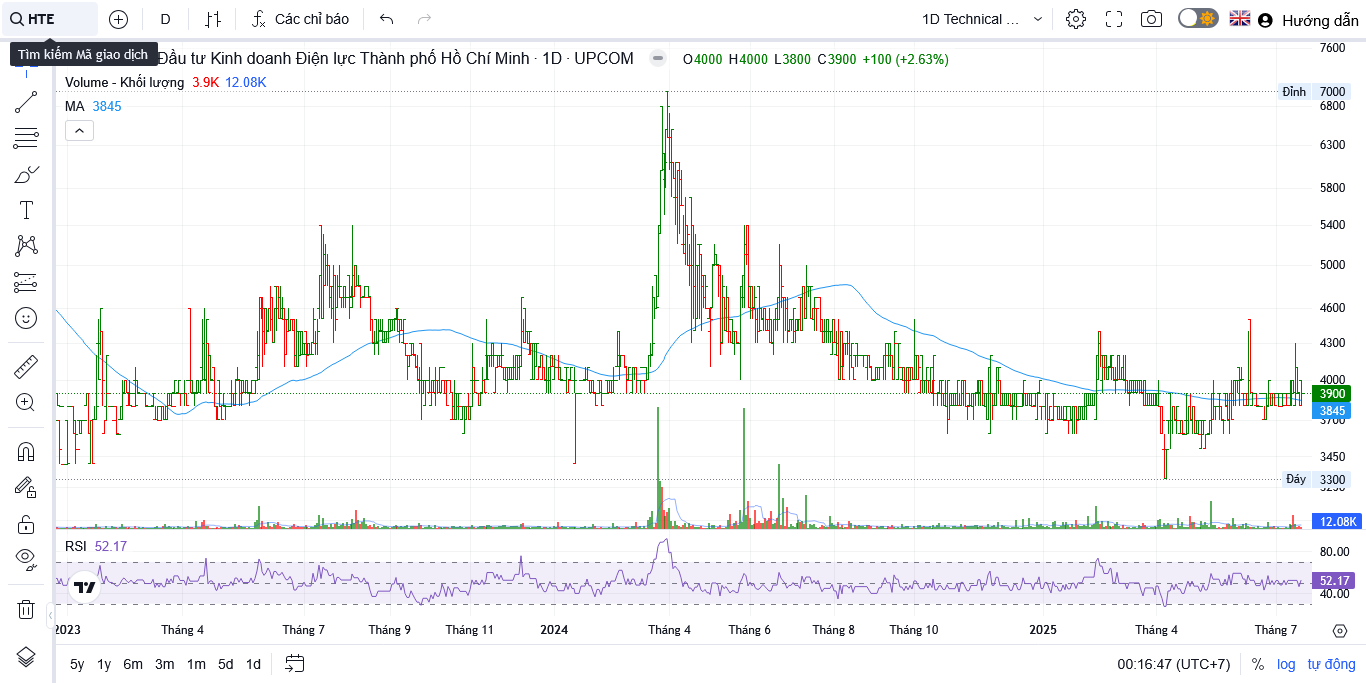 HTE
D
Các chỉ báo
1D Technical ...
Hướng dẫn
Tìm kiếm Mã giao dịch
Đầu tư Kinh doanh Điện lực Thành phố Hồ Chí Minh · 1D · UPCOM
O4000 H4000 L3800 C3900 +100 (+2.63%)
Volume - Khối lượng 3.9K 12.08K
MA 3845
7600
Đỉnh 7000
6800
6300
5800
5400
5000
4600
4300
4000
3900
3845
3700
3450
Đáy 3300
3250
12.08K
RSI 52.17
80.00
52.17
40.00
2023 Tháng 4 Tháng 7 Tháng 9 Tháng 11 2024 Tháng 4 Tháng 6 Tháng 8 Tháng 10 2025 Tháng 4 Tháng 7
5y 1y 6m 3m 1m 5d 1d
00:16:47 (UTC+7) % log tự động